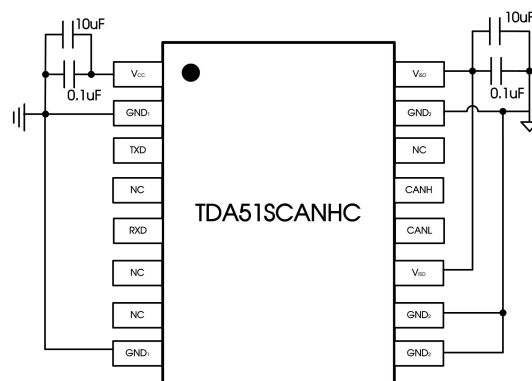 10uF
0.1uF
10uF
0.1uF
VCC
GND1
TXD
NC
RXD
NC
NC
GND1
TDA51SCANHC
VISO
GND2
NC
CANH
CANL
VISO
GND2
GND2